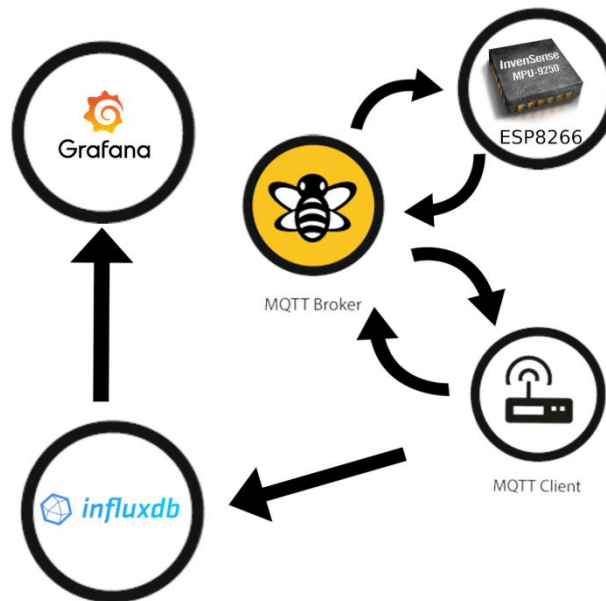 InvenSense
MPU-9250
ESP8266
Grafana
MQTT Broker
MQTT Client
influxdb